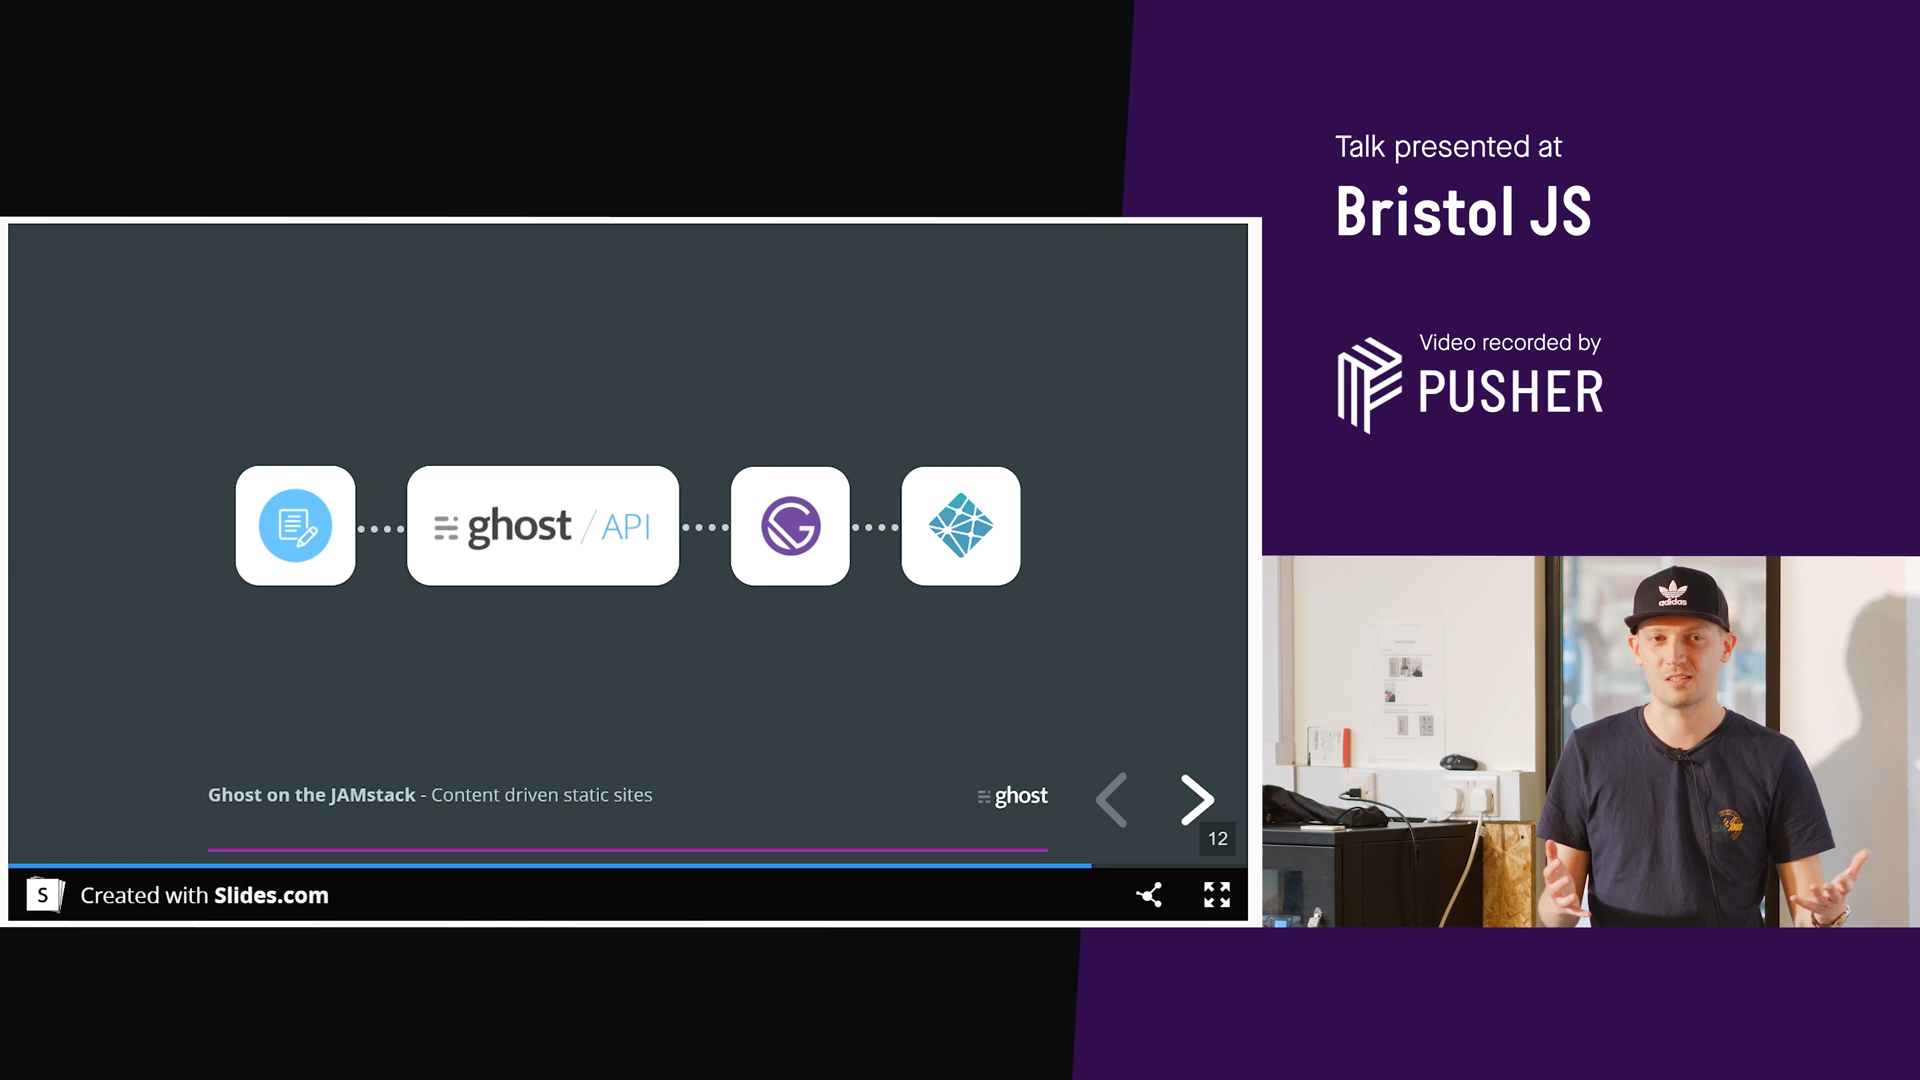 Talk presented at
Bristol JS
Video recorded by
PUSHER
ghost / API
Ghost on the JAMstack - Content driven static sites
ghost
12
S Created with Slides.com
adidas